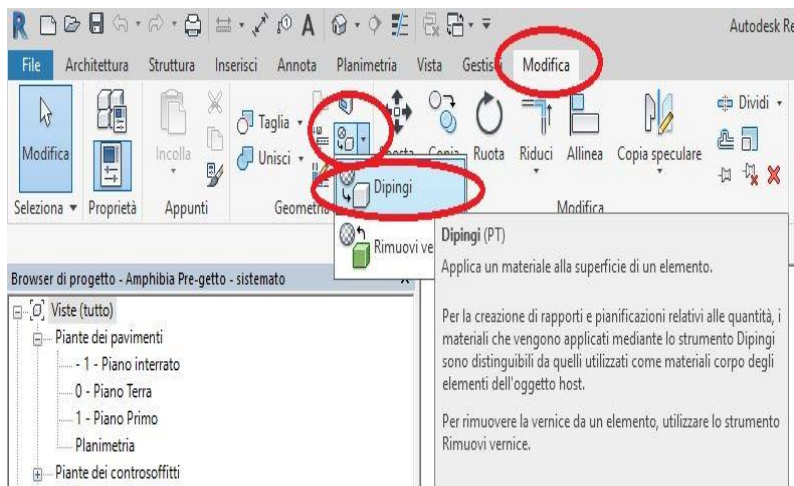 Autodesk Re
File Architettura Struttura Inserisci Annota Planimetria Vista Modifica
Taglia
Dividi
Unisci
Modifica Incolla Copia Ruota Riduci Allinea Copia speculare
Dipingi
Seleziona Proprietà Appunti Geometria Modifica
Rimuovi ve
Dipingi (PT)
Applica un materiale alla superficie di un elemento.
Per la creazione di rapporti e pianificazioni relativi alle quantità, i
materiali che vengono applicati mediante lo strumento Dipingi
sono distinguibili da quelli utilizzati come materiali corpo degli
elementi dell'oggetto host.
Per rimuovere la vernice da un elemento, utilizzare lo strumento
Rimuovi vernice.
Browser di progetto - Amphibia Pre-getto - sistemato
Viste (tutto)
Piante dei pavimenti
- 1 - Piano interrato
0 - Piano Terra
1 - Piano Primo
Planimetria
Piante dei controsoffitti